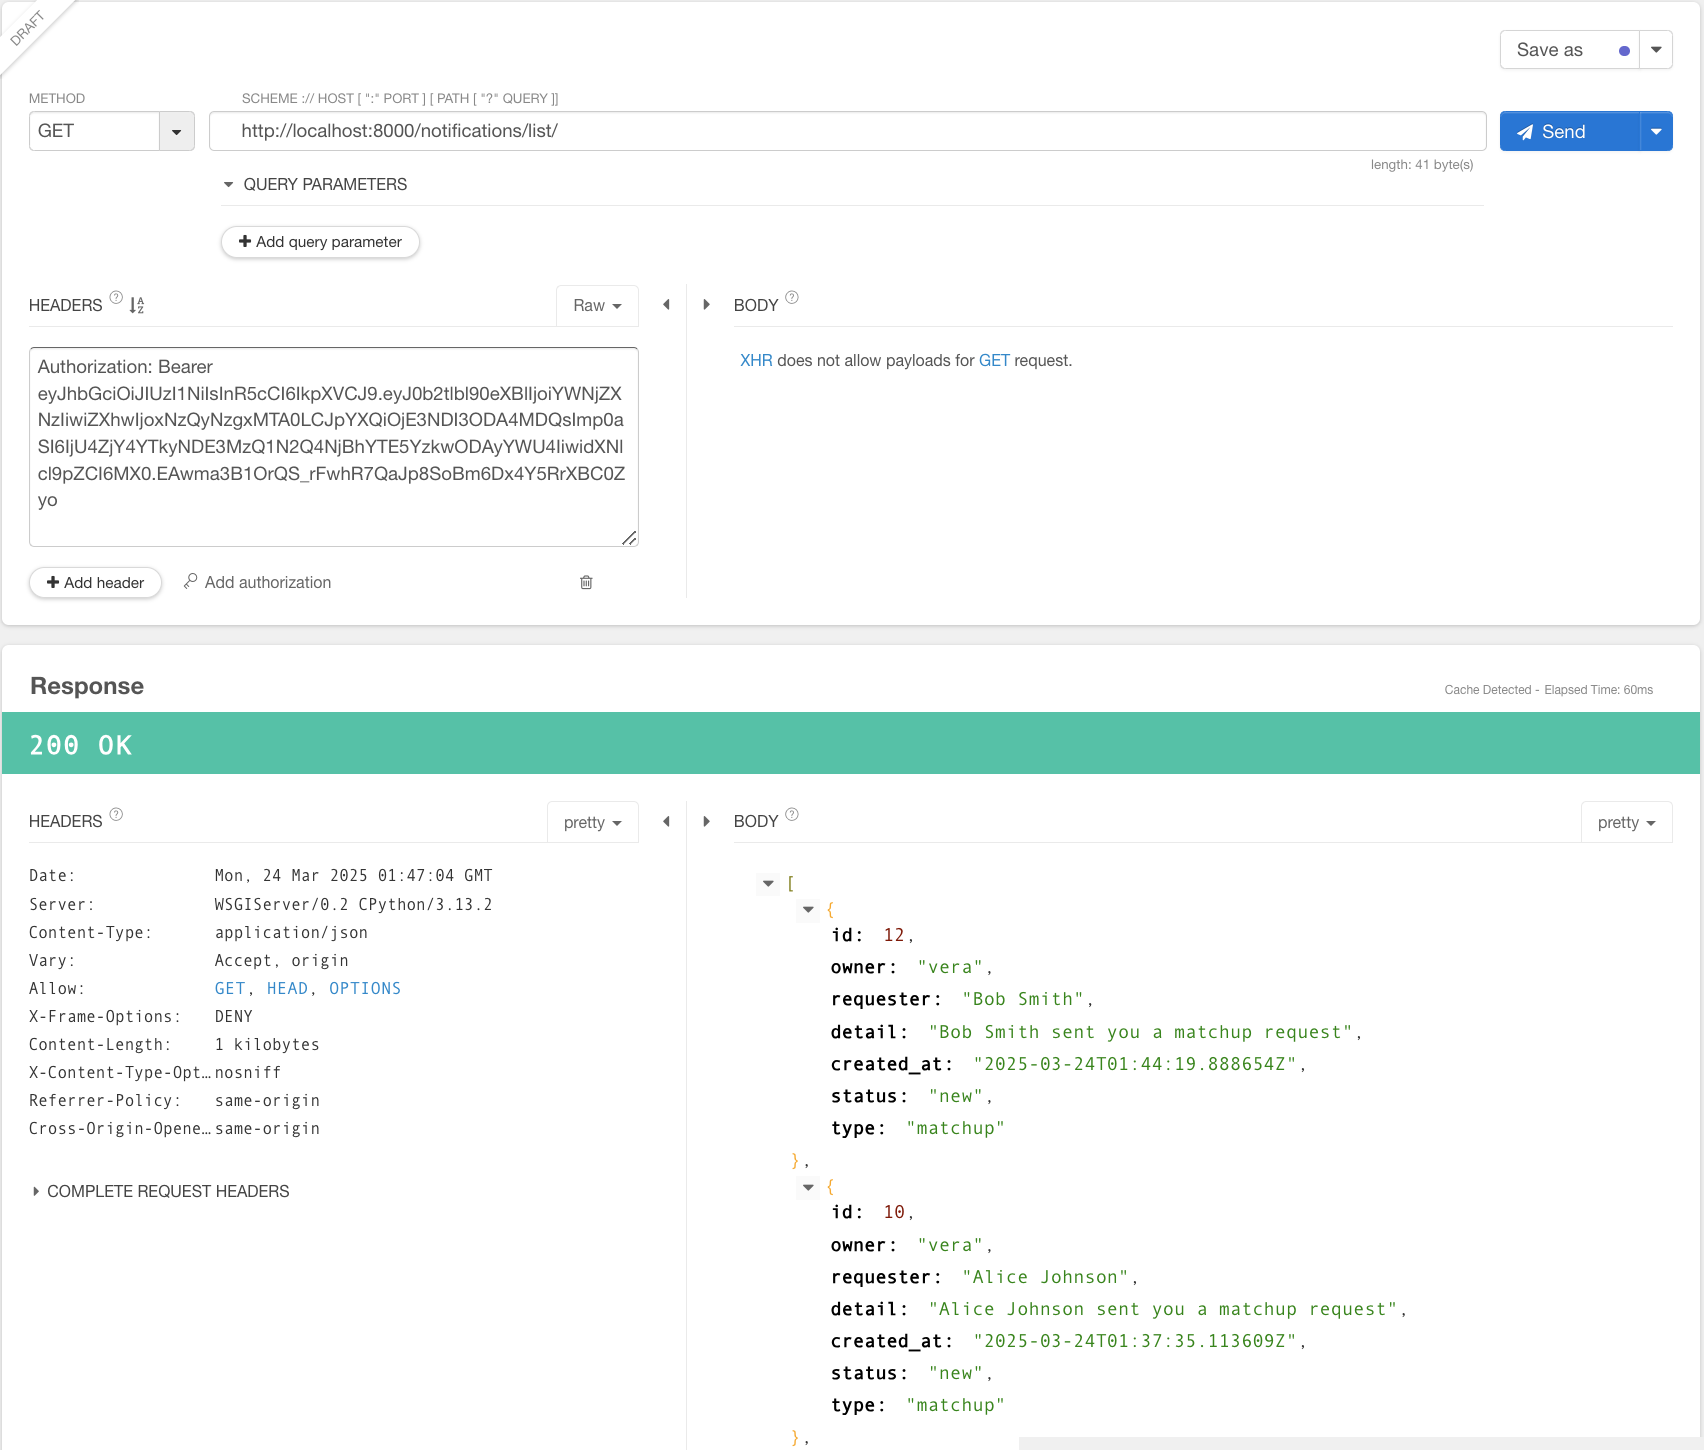 DRAFT
Save as
METHOD
SCHEME :// HOST [ ":" PORT ] [ PATH [ "?" QUERY ]]
GET
http://localhost:8000/notifications/list/
Send
length: 41 byte(s)
QUERY PARAMETERS
Add query parameter
HEADERS
Raw
BODY
Authorization: Bearer
eyJhbGciOiJIUzI1NiIsInR5cCI6IkpXVCJ9.eyJ0b2tlbl90eXBlIjoiYWNjZX
NzIiwiZXhwIjoxNzQyNzgxMTA0LCJpYXQiOjE3NDI3ODA4MDQsImp0a
SI6IjU4ZjY4YTkyNDE3MzQ1N2Q4NjBhYTE5YzkwODAyYWU4IiwidXNl
cl9pZCI6MX0.EAwma3B1OrQS_rFwhR7QaJp8SoBm6Dx4Y5RrXBC0Z
yo
XHR does not allow payloads for GET request.
Add header
Add authorization
Response
Cache Detected - Elapsed Time: 60ms
200 OK
HEADERS
pretty
BODY
pretty
Date: Mon, 24 Mar 2025 01:47:04 GMT
Server: WSGIServer/0.2 CPython/3.13.2
Content-Type: application/json
Vary: Accept, origin
Allow: GET, HEAD, OPTIONS
X-Frame-Options: DENY
Content-Length: 1 kilobytes
X-Content-Type-Opt… nosniff
Referrer-Policy: same-origin
Cross-Origin-Opene… same-origin
COMPLETE REQUEST HEADERS
[
{
id: 12,
owner: "vera",
requester: "Bob Smith",
detail: "Bob Smith sent you a matchup request",
created_at: "2025-03-24T01:44:19.888654Z",
status: "new",
type: "matchup"
},
{
id: 10,
owner: "vera",
requester: "Alice Johnson",
detail: "Alice Johnson sent you a matchup request",
created_at: "2025-03-24T01:37:35.113609Z",
status: "new",
type: "matchup"
},